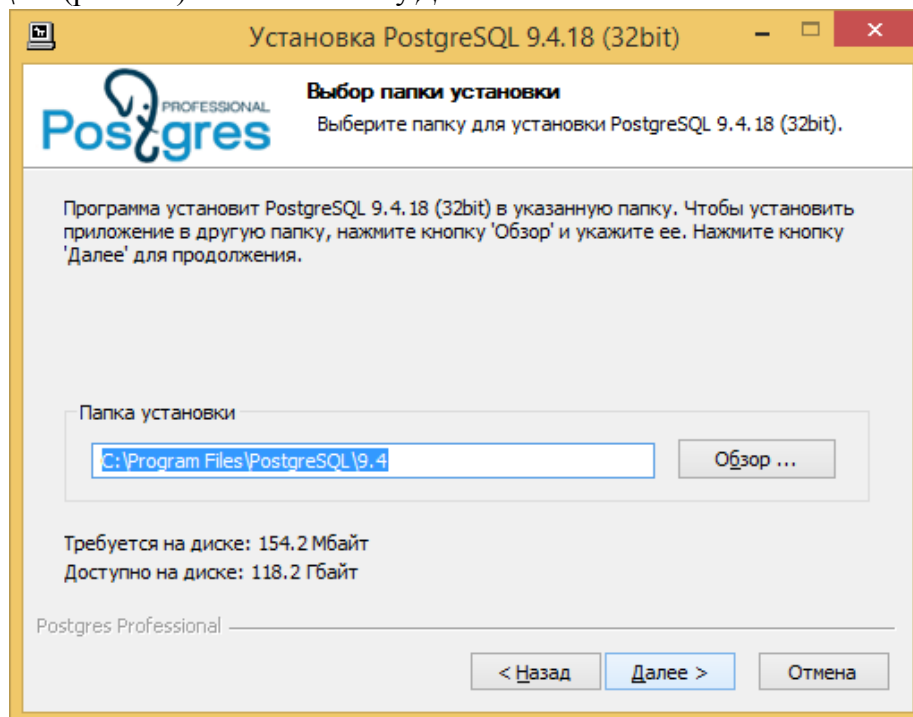 Установка PostgreSQL 9.4.18 (32bit)
PROFESSIONAL
Postgres
Выбор папки установки
Выберите папку для установки PostgreSQL 9.4.18 (32bit).
Программа установит PostgreSQL 9.4.18 (32bit) в указанную папку. Чтобы установить
приложение в другую папку, нажмите кнопку 'Обзор' и укажите ее. Нажмите кнопку
'Далее' для продолжения.
Папка установки
C:\Program Files\PostgreSQL\9.4
Обзор ...
Требуется на диске: 154.2 Мбайт
Доступно на диске: 118.2 Гбайт
Postgres Professional
< Назад
Далее >
Отмена